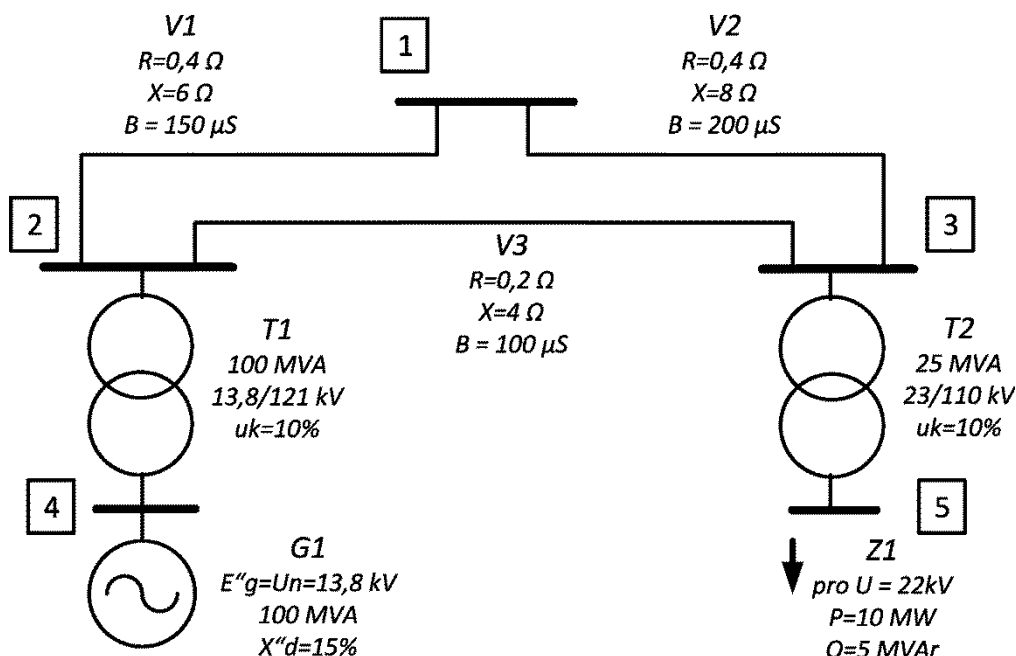 V1
R=0,4 Ω
X=6 Ω
B = 150 µS
1
V2
R=0,4 Ω
X=8 Ω
B = 200 µS
2
3
V3
R=0,2 Ω
X=4 Ω
B = 100 µS
T1
100 MVA
13,8/121 kV
uk=10%
T2
25 MVA
23/110 kV
uk=10%
4
5
G1
E“g=Un=13,8 kV
100 MVA
X“d=15%
Z1
pro U = 22kV
P=10 MW
Q=5 MVAr